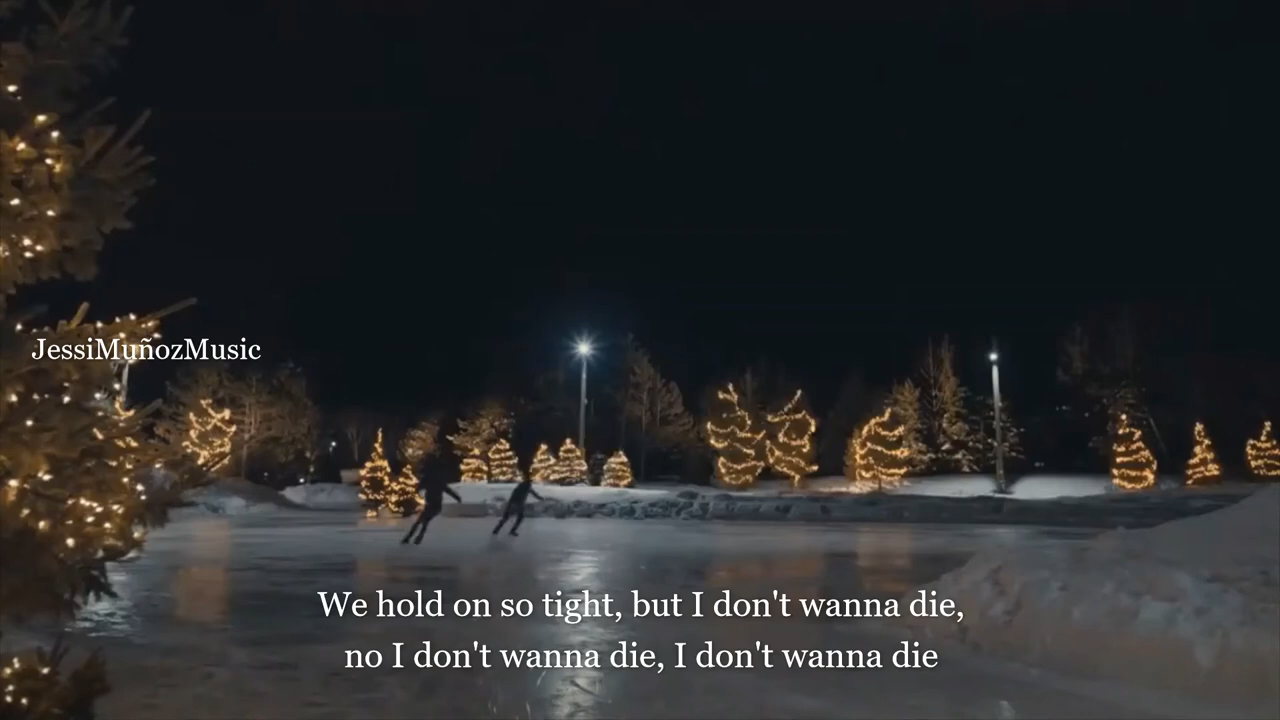 JessiMuñozMusic
We hold on so tight, but I don't wanna die,
no I don't wanna die, I don't wanna die